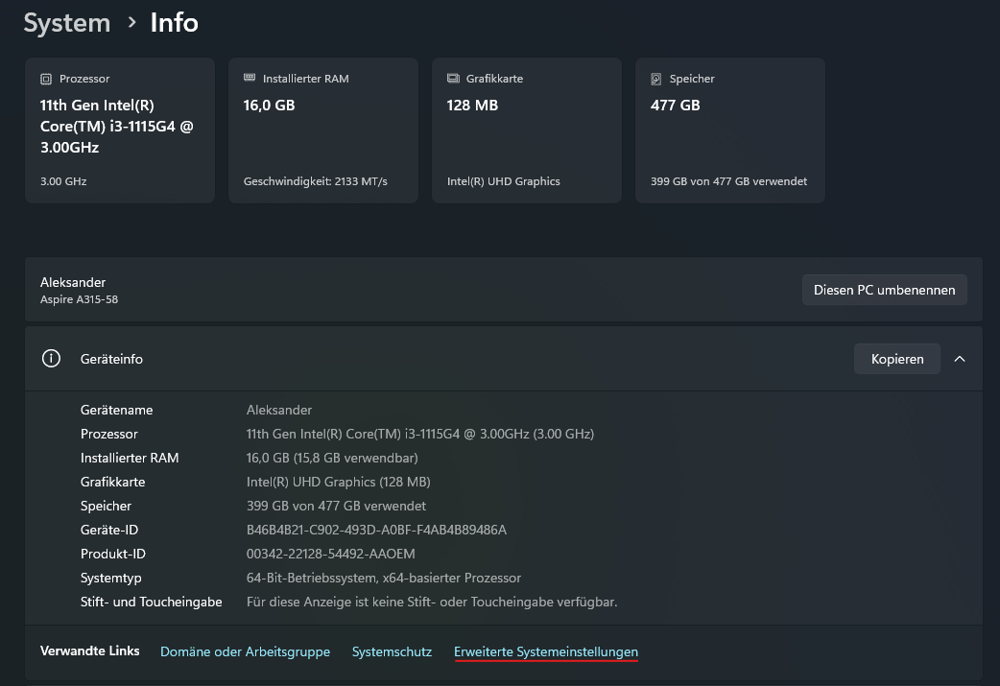 System > Info
Prozessor
11th Gen Intel(R)
Core(TM) i3-1115G4 @
3.00GHz
3.00 GHz
Installierter RAM
16,0 GB
Geschwindigkeit: 2133 MT/s
Grafikkarte
128 MB
Intel(R) UHD Graphics
Speicher
477 GB
399 GB von 477 GB verwendet
Aleksander
Aspire A315-58
Diesen PC umbenennen
Geräteinfo
Kopieren
Gerätename Aleksander
Prozessor 11th Gen Intel(R) Core(TM) i3-1115G4 @ 3.00GHz (3.00 GHz)
Installierter RAM 16,0 GB (15,8 GB verwendbar)
Grafikkarte Intel(R) UHD Graphics (128 MB)
Speicher 399 GB von 477 GB verwendet
Geräte-ID B46B4B21-C902-493D-A0BF-F4AB4B89486A
Produkt-ID 00342-22128-54492-AAOEM
Systemtyp 64-Bit-Betriebssystem, x64-basierter Prozessor
Stift- und Toucheingabe Für diese Anzeige ist keine Stift- oder Toucheingabe verfügbar.
Verwandte Links Domäne oder Arbeitsgruppe Systemschutz Erweiterte Systemeinstellungen